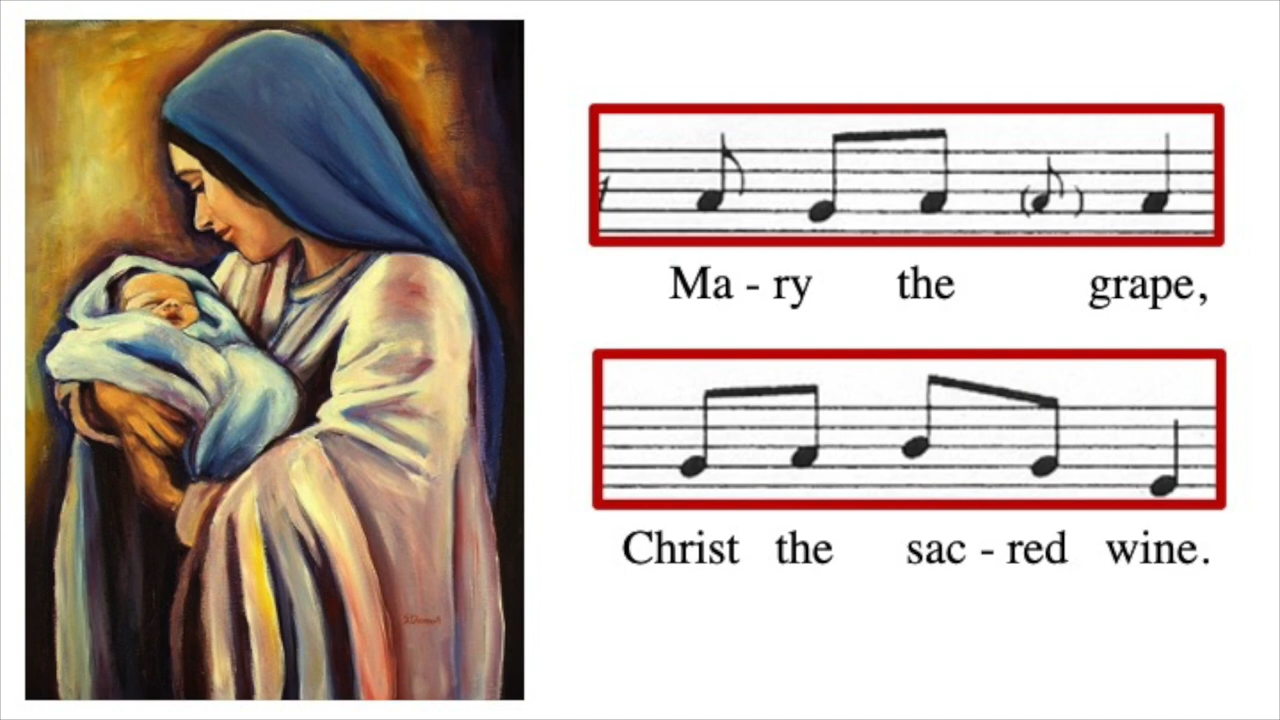 Ma - ry the grape,
Christ the sac - red wine.